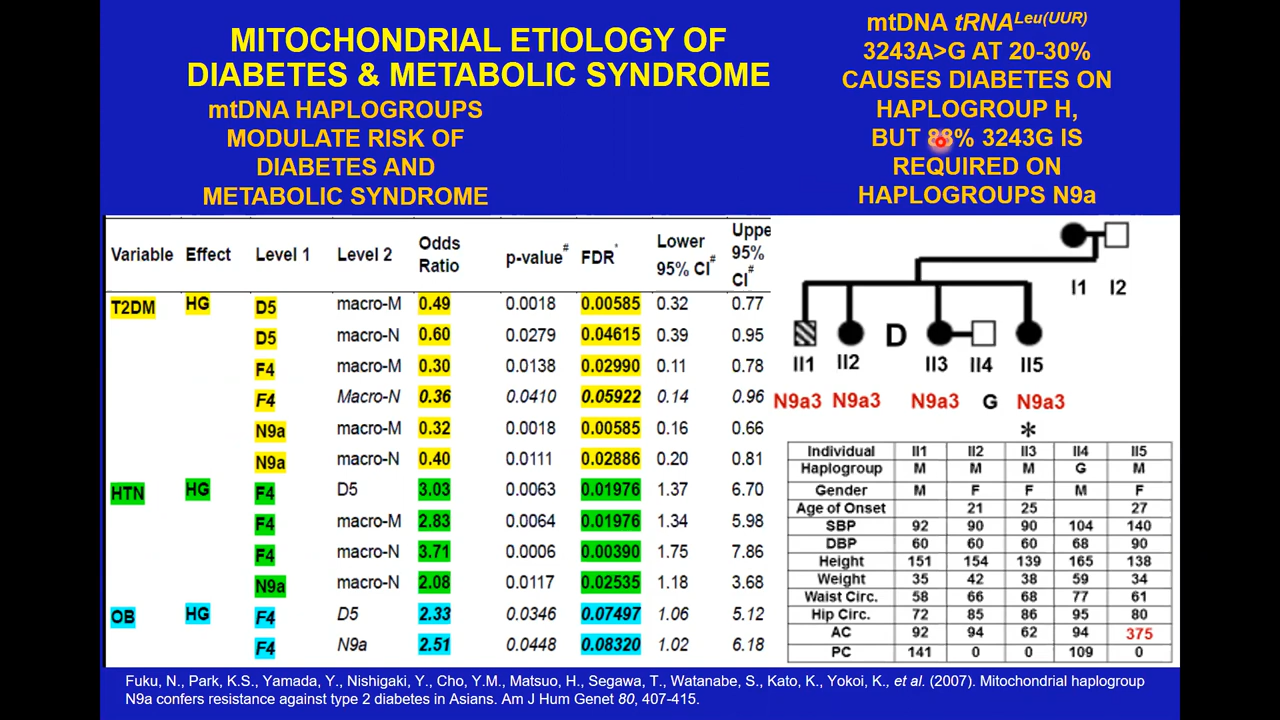 MITOCHONDRIAL ETIOLOGY OF
DIABETES & METABOLIC SYNDROME
mtDNA HAPLOGROUPS
MODULATE RISK OF
DIABETES AND
METABOLIC SYNDROME
mtDNA tRNALeu(UUR)
3243A>G AT 20-30%
CAUSES DIABETES ON
HAPLOGROUP H,
BUT 88% 3243G IS
REQUIRED ON
HAPLOGROUPS N9a
Variable Effect Level 1 Level 2 Odds Ratio p-value# FDR* Lower 95% CI# Uppe 95% CI#
T2DM HG D5 macro-M 0.49 0.0018 0.00585 0.32 0.77
D5 macro-N 0.60 0.0279 0.04615 0.39 0.95
F4 macro-M 0.30 0.0138 0.02990 0.11 0.78
F4 Macro-N 0.36 0.0410 0.05922 0.14 0.96
N9a macro-M 0.32 0.0018 0.00585 0.16 0.66
N9a macro-N 0.40 0.0111 0.02886 0.20 0.81
HTN HG F4 D5 3.03 0.0063 0.01976 1.37 6.70
F4 macro-M 2.83 0.0064 0.01976 1.34 5.98
F4 macro-N 3.71 0.0006 0.00390 1.75 7.86
N9a macro-N 2.08 0.0117 0.02535 1.18 3.68
OB HG F4 D5 2.33 0.0346 0.07497 1.06 5.12
F4 N9a 2.51 0.0448 0.08320 1.02 6.18
I1 I2
D
II1 II2 II3 II4 II5
N9a3 N9a3 N9a3 G N9a3
*
Individual II1 II2 II3 II4 II5
Haplogroup M M M G M
Gender M F F M F
Age of Onset 21 25 27
SBP 92 90 90 104 140
DBP 60 60 60 68 90
Height 151 154 139 165 138
Weight 35 42 38 59 34
Waist Circ. 58 66 68 77 61
Hip Circ. 72 85 86 95 80
AC 92 94 62 94 375
PC 141 0 0 109 0
Fuku, N., Park, K.S., Yamada, Y., Nishigaki, Y., Cho, Y.M., Matsuo, H., Segawa, T., Watanabe, S., Kato, K., Yokoi, K., et al. (2007). Mitochondrial haplogroup
N9a confers resistance against type 2 diabetes in Asians. Am J Hum Genet 80, 407-415.